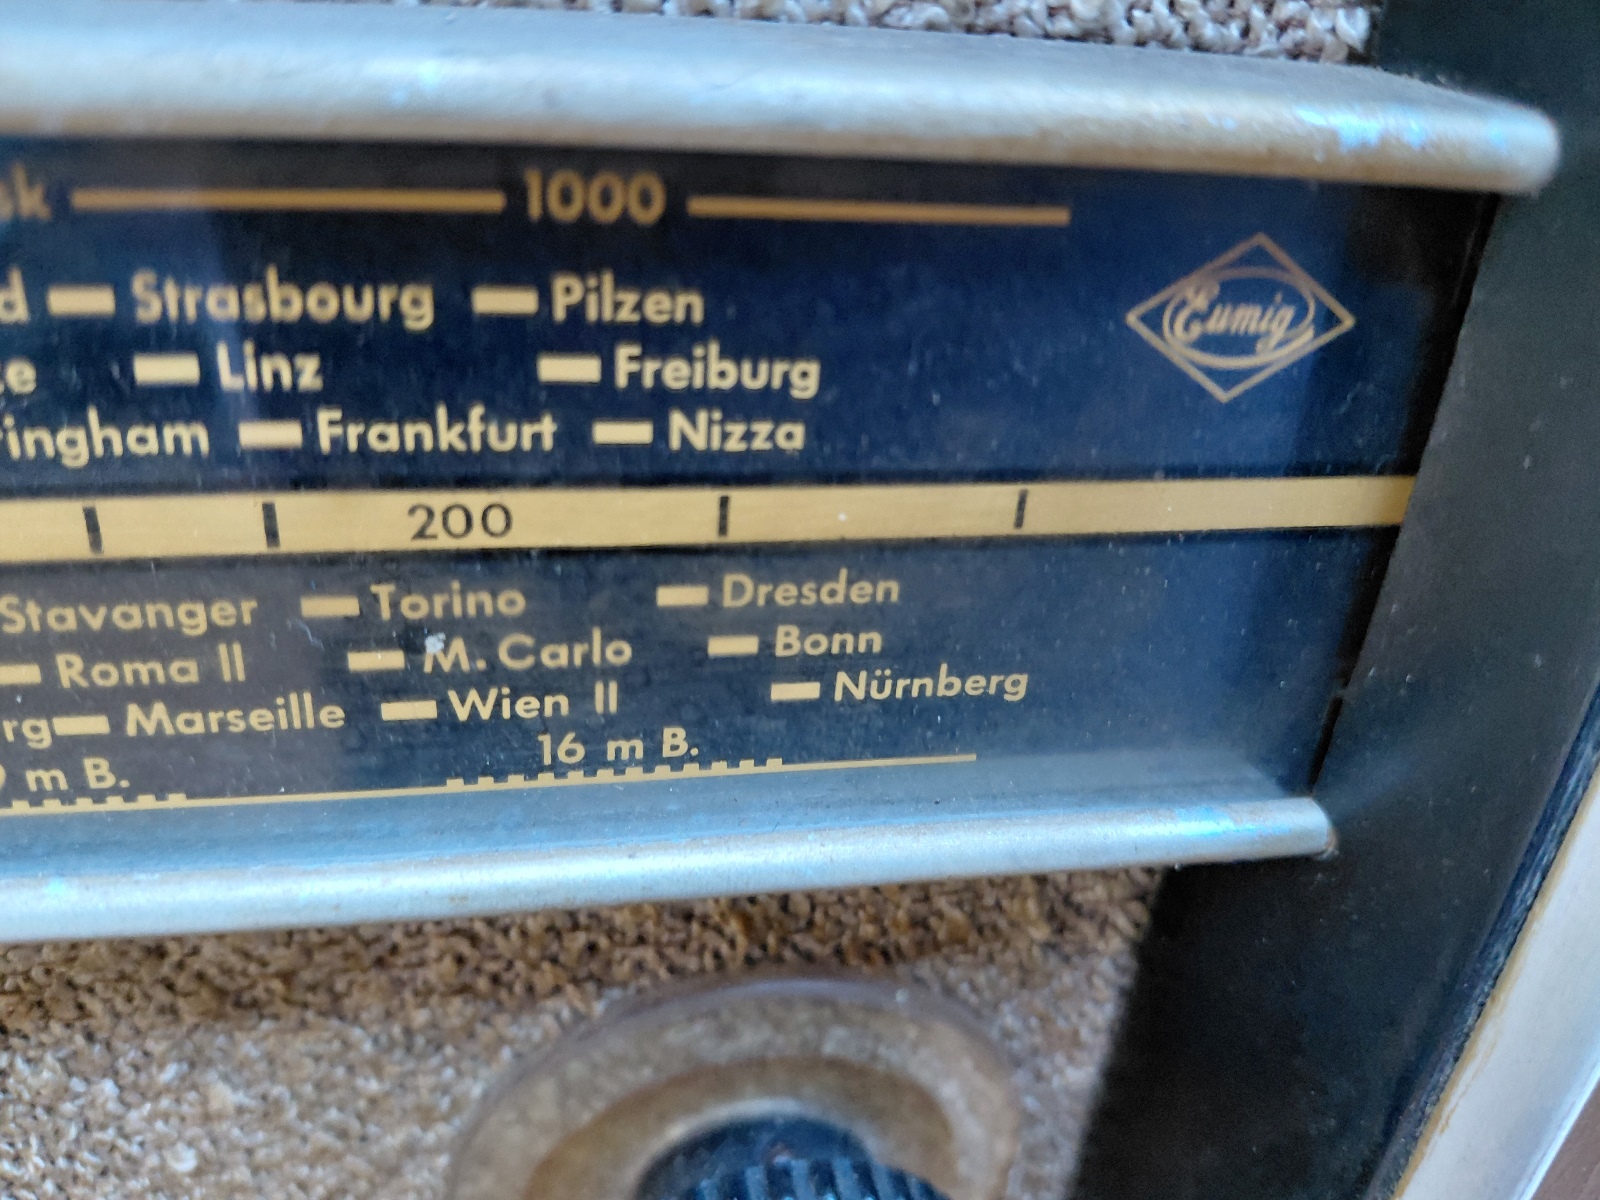 1000
Strasbourg Pilzen
Eumig
Linz Freiburg
Frankfurt Nizza
200
Stavanger Torino Dresden
Roma II M. Carlo Bonn
Marseille Wien II Nürnberg
16 m B.
m B.